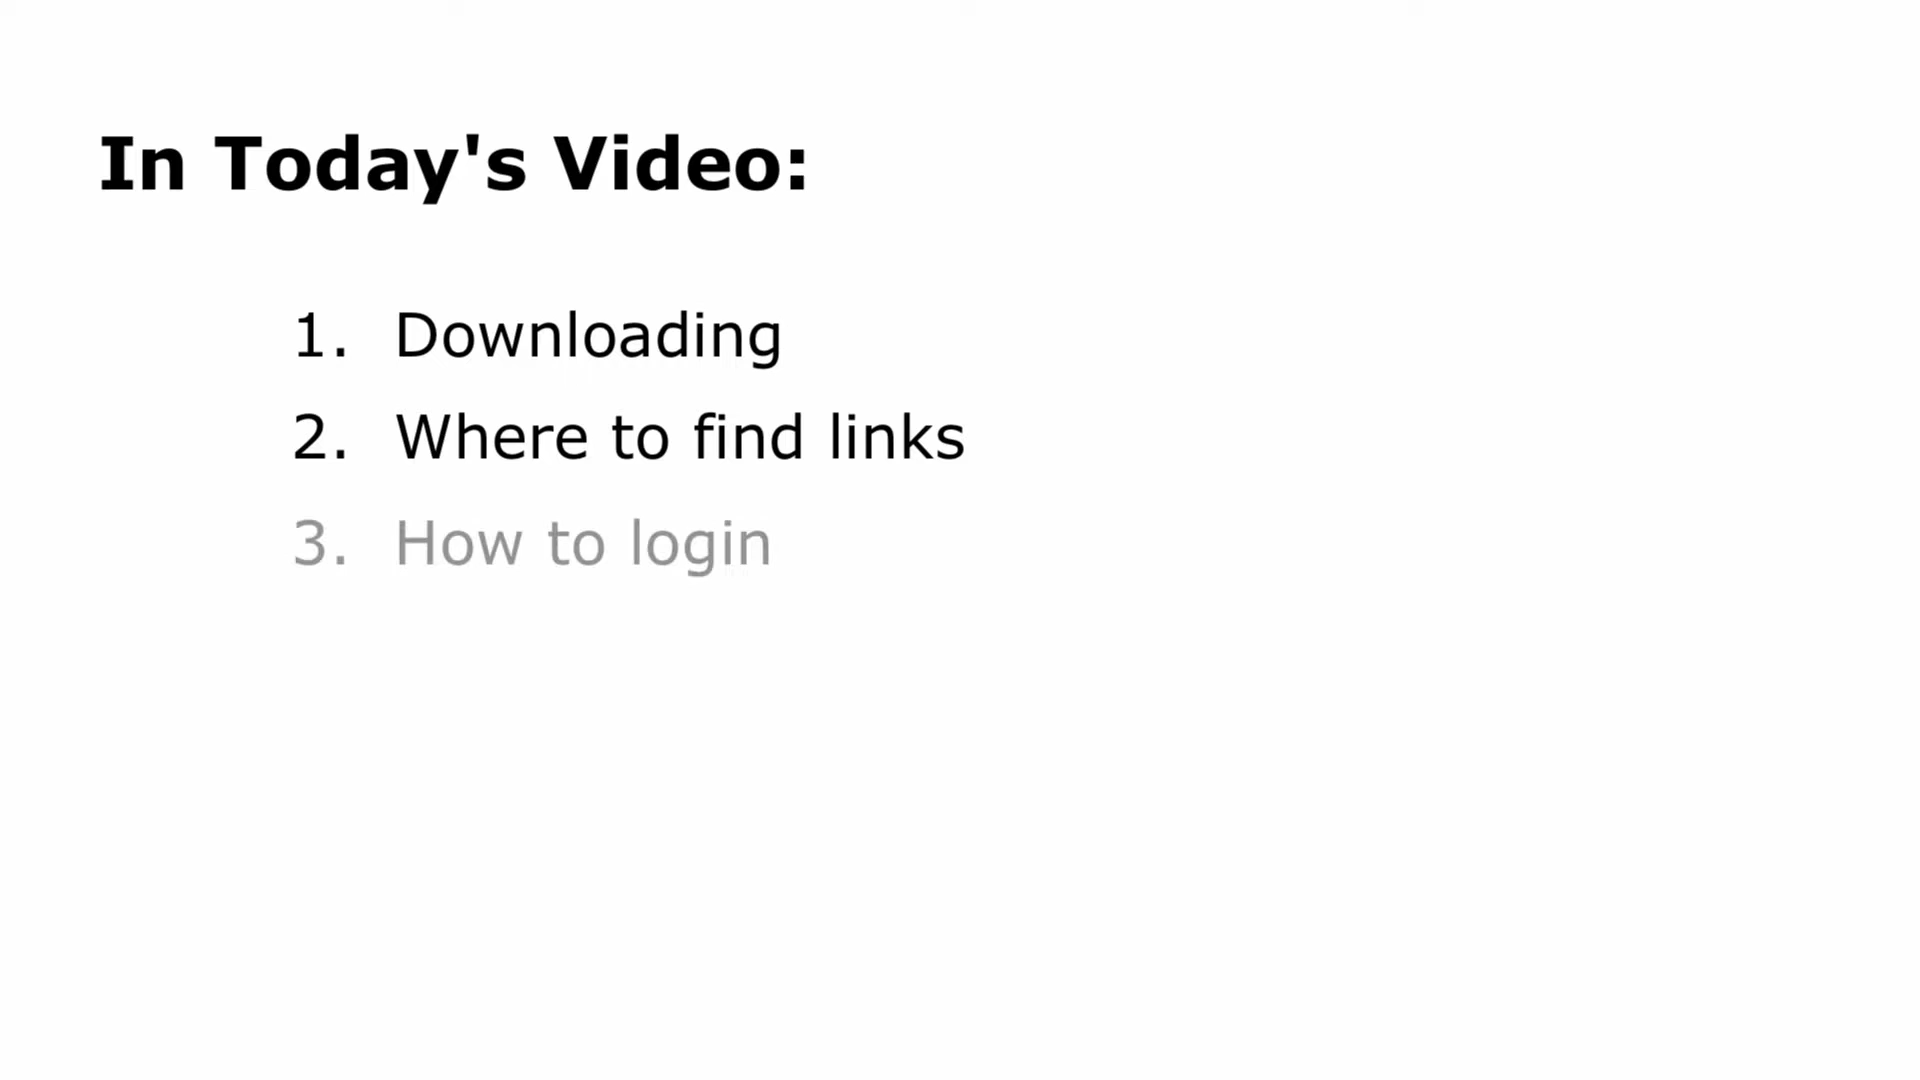 In Today's Video:
1. Downloading
2. Where to find links
3. How to login